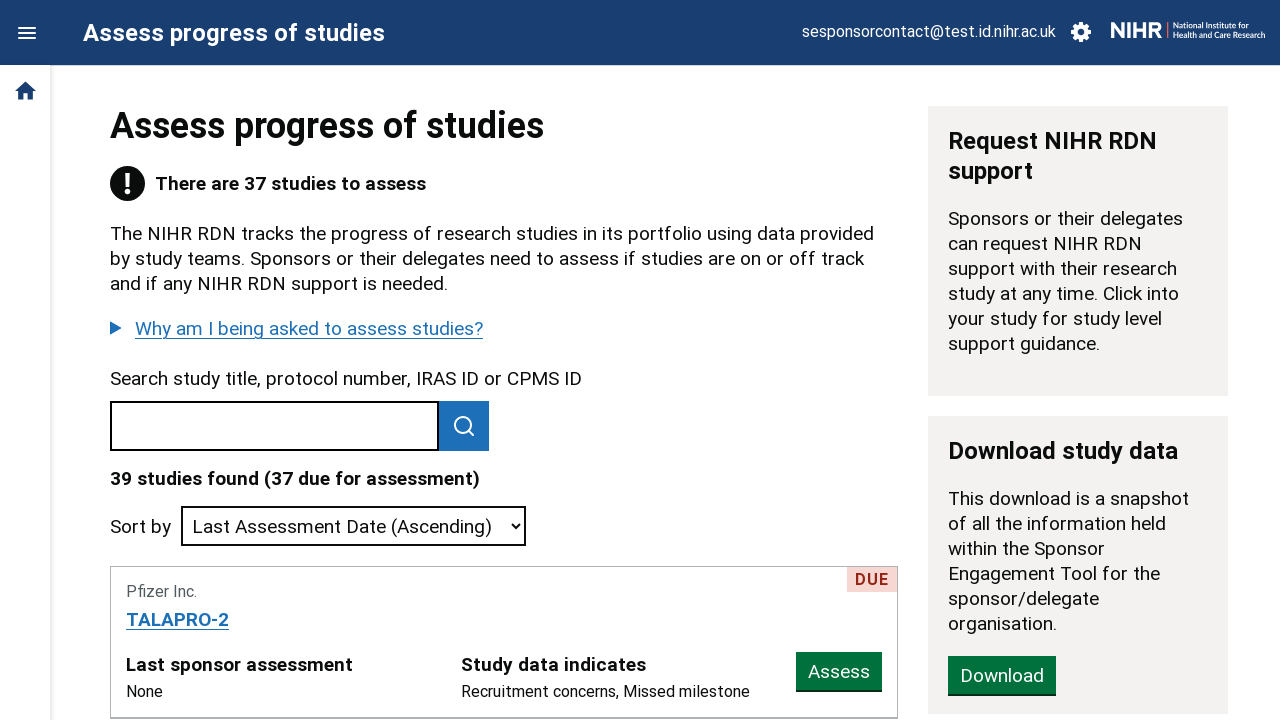 Assess progress of studies
sesponsorcontact@test.id.nihr.ac.uk
NIHR
National Institute for
Health and Care Research
Assess progress of studies
There are 37 studies to assess
The NIHR RDN tracks the progress of research studies in its portfolio using data provided
by study teams. Sponsors or their delegates need to assess if studies are on or off track
and if any NIHR RDN support is needed.
Why am I being asked to assess studies?
Search study title, protocol number, IRAS ID or CPMS ID
39 studies found (37 due for assessment)
Sort by
Last Assessment Date (Ascending)
DUE
Pfizer Inc.
TALAPRO-2
Last sponsor assessment
None
Study data indicates
Recruitment concerns, Missed milestone
Assess
Request NIHR RDN
support
Sponsors or their delegates
can request NIHR RDN
support with their research
study at any time. Click into
your study for study level
support guidance.
Download study data
This download is a snapshot
of all the information held
within the Sponsor
Engagement Tool for the
sponsor/delegate
organisation.
Download